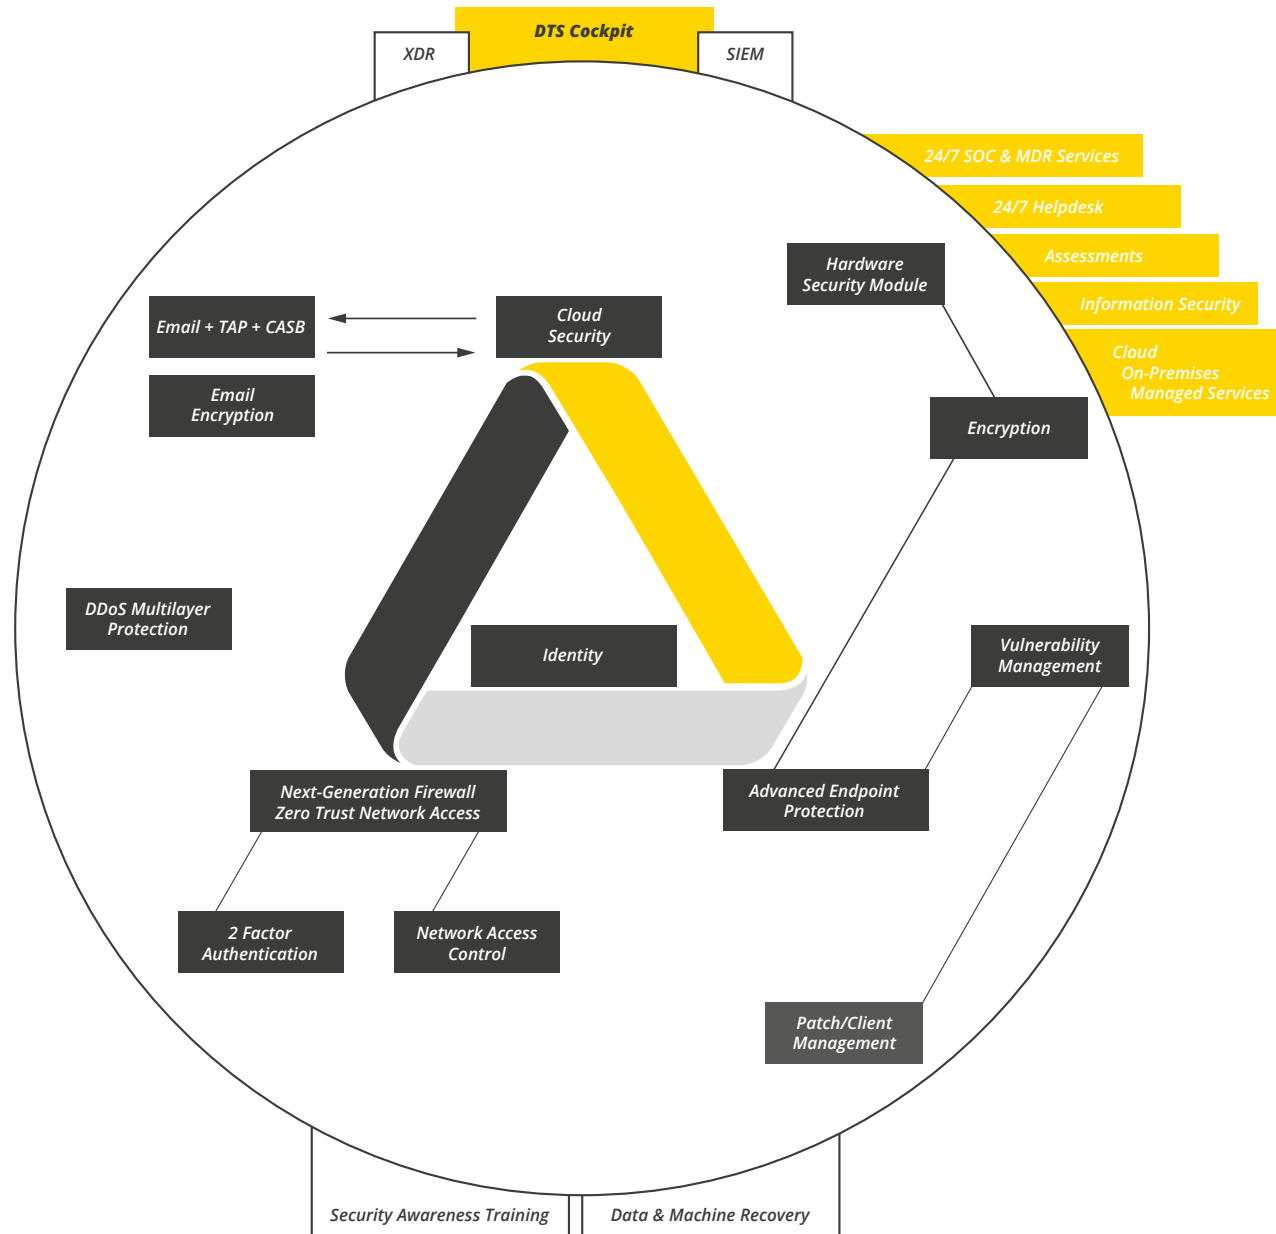 DTS Cockpit
XDR
SIEM
24/7 SOC & MDR Services
24/7 Helpdesk
Assessments
Information Security
Cloud
On-Premises
Managed Services
Hardware
Security Module
Email + TAP + CASB
Cloud
Security
Email
Encryption
Encryption
DDoS Multilayer
Protection
Identity
Vulnerability
Management
Next-Generation Firewall
Zero Trust Network Access
Advanced Endpoint
Protection
2 Factor
Authentication
Network Access
Control
Patch/Client
Management
Security Awareness Training
Data & Machine Recovery